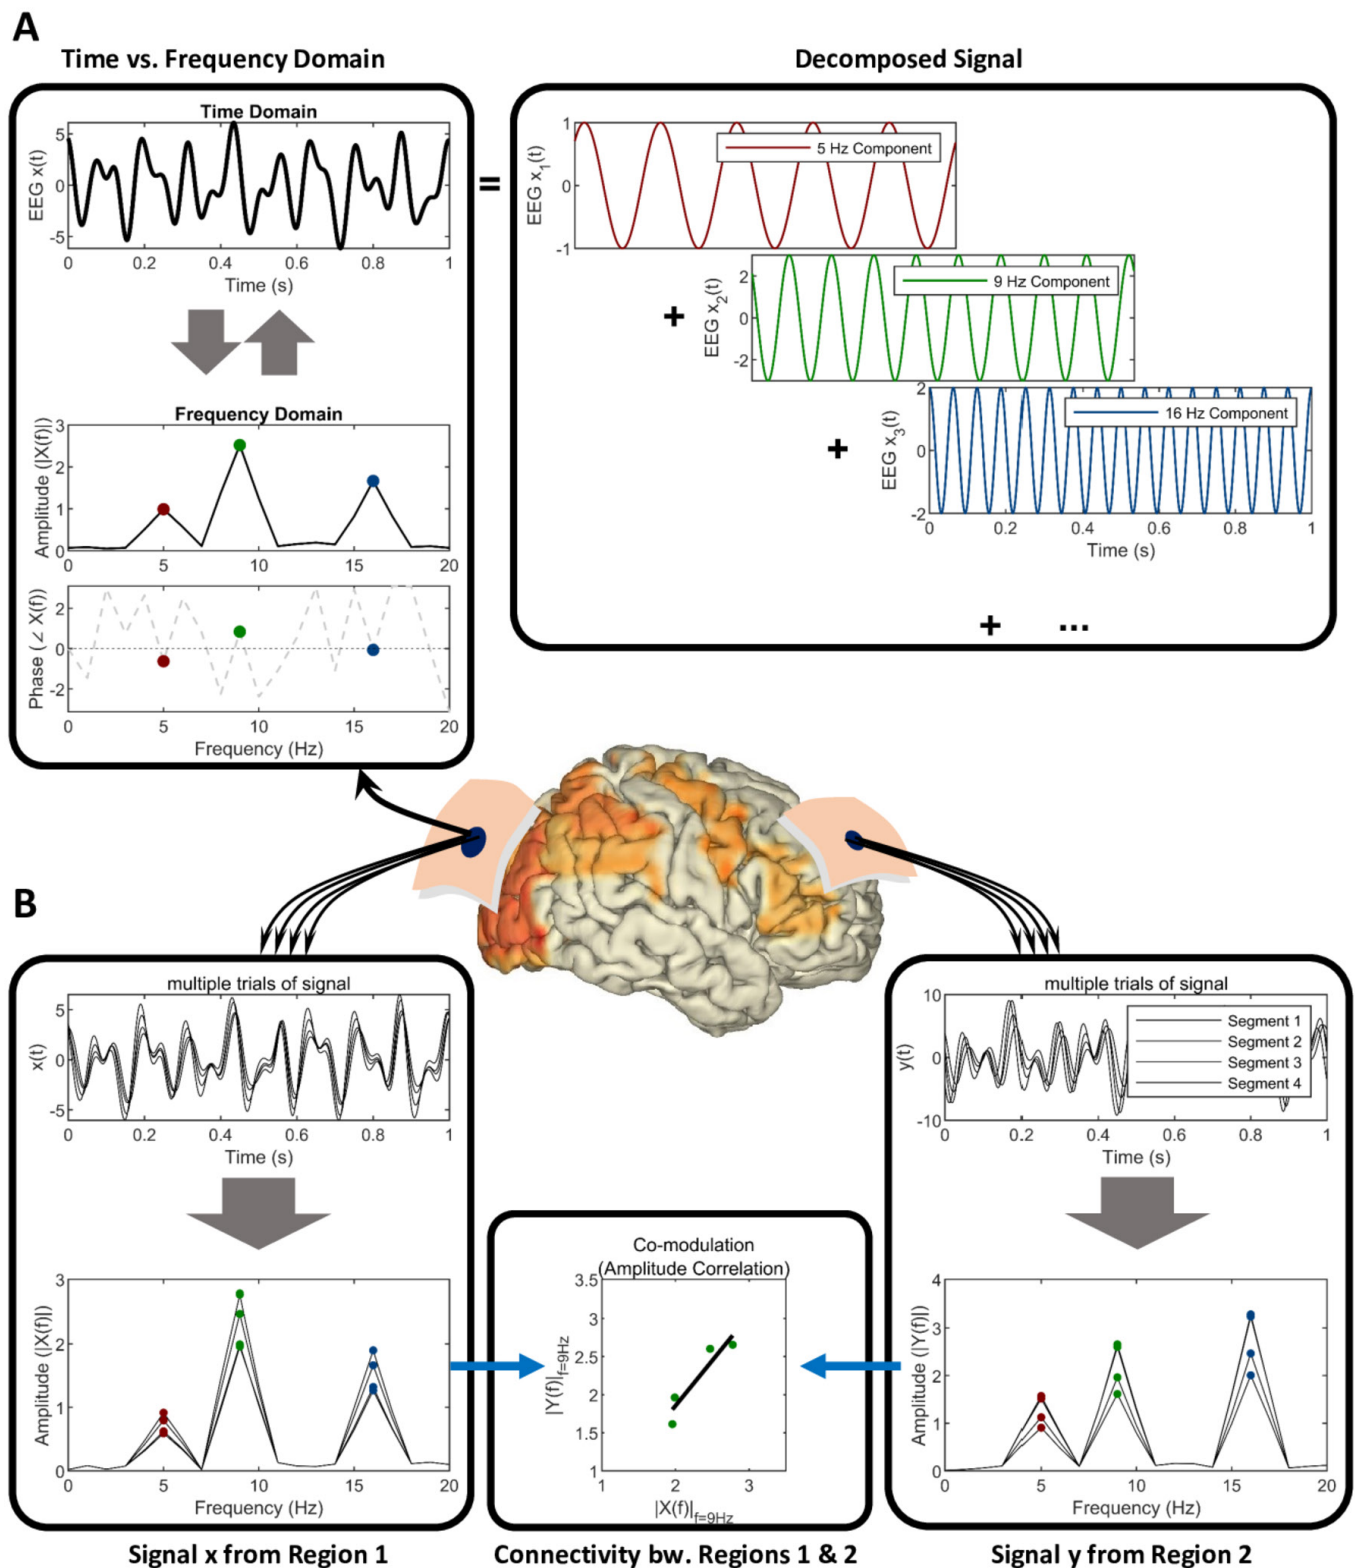 A
Time vs. Frequency Domain
Decomposed Signal
Time Domain
EEG x(t)
5
0
-5
0 0.2 0.4 0.6 0.8 1
Time (s)
=
EEG x1(t)
1
0
-1
5 Hz Component
+
EEG x2(t)
2
0
-2
9 Hz Component
+
EEG x3(t)
2
0
-2
16 Hz Component
0 0.2 0.4 0.6 0.8 1
Time (s)
+ ...
Frequency Domain
Amplitude (|X(f)|)
3
2
1
0
0 5 10 15 20
Phase (∠ X(f))
2
0
-2
0 5 10 15 20
Frequency (Hz)
B
multiple trials of signal
x(t)
5
0
-5
0 0.2 0.4 0.6 0.8 1
Time (s)
Amplitude (|X(f)|)
3
2
1
0
0 5 10 15 20
Frequency (Hz)
Signal x from Region 1
Co-modulation
(Amplitude Correlation)
|Y(f)|f=9Hz
3.5
3
2.5
2
1.5
1
1 2 3
|X(f)|f=9Hz
Connectivity bw. Regions 1 & 2
multiple trials of signal
y(t)
10
0
-10
Segment 1
Segment 2
Segment 3
Segment 4
0 0.2 0.4 0.6 0.8 1
Time (s)
Amplitude (|Y(f)|)
4
3
2
1
0
0 5 10 15 20
Frequency (Hz)
Signal y from Region 2